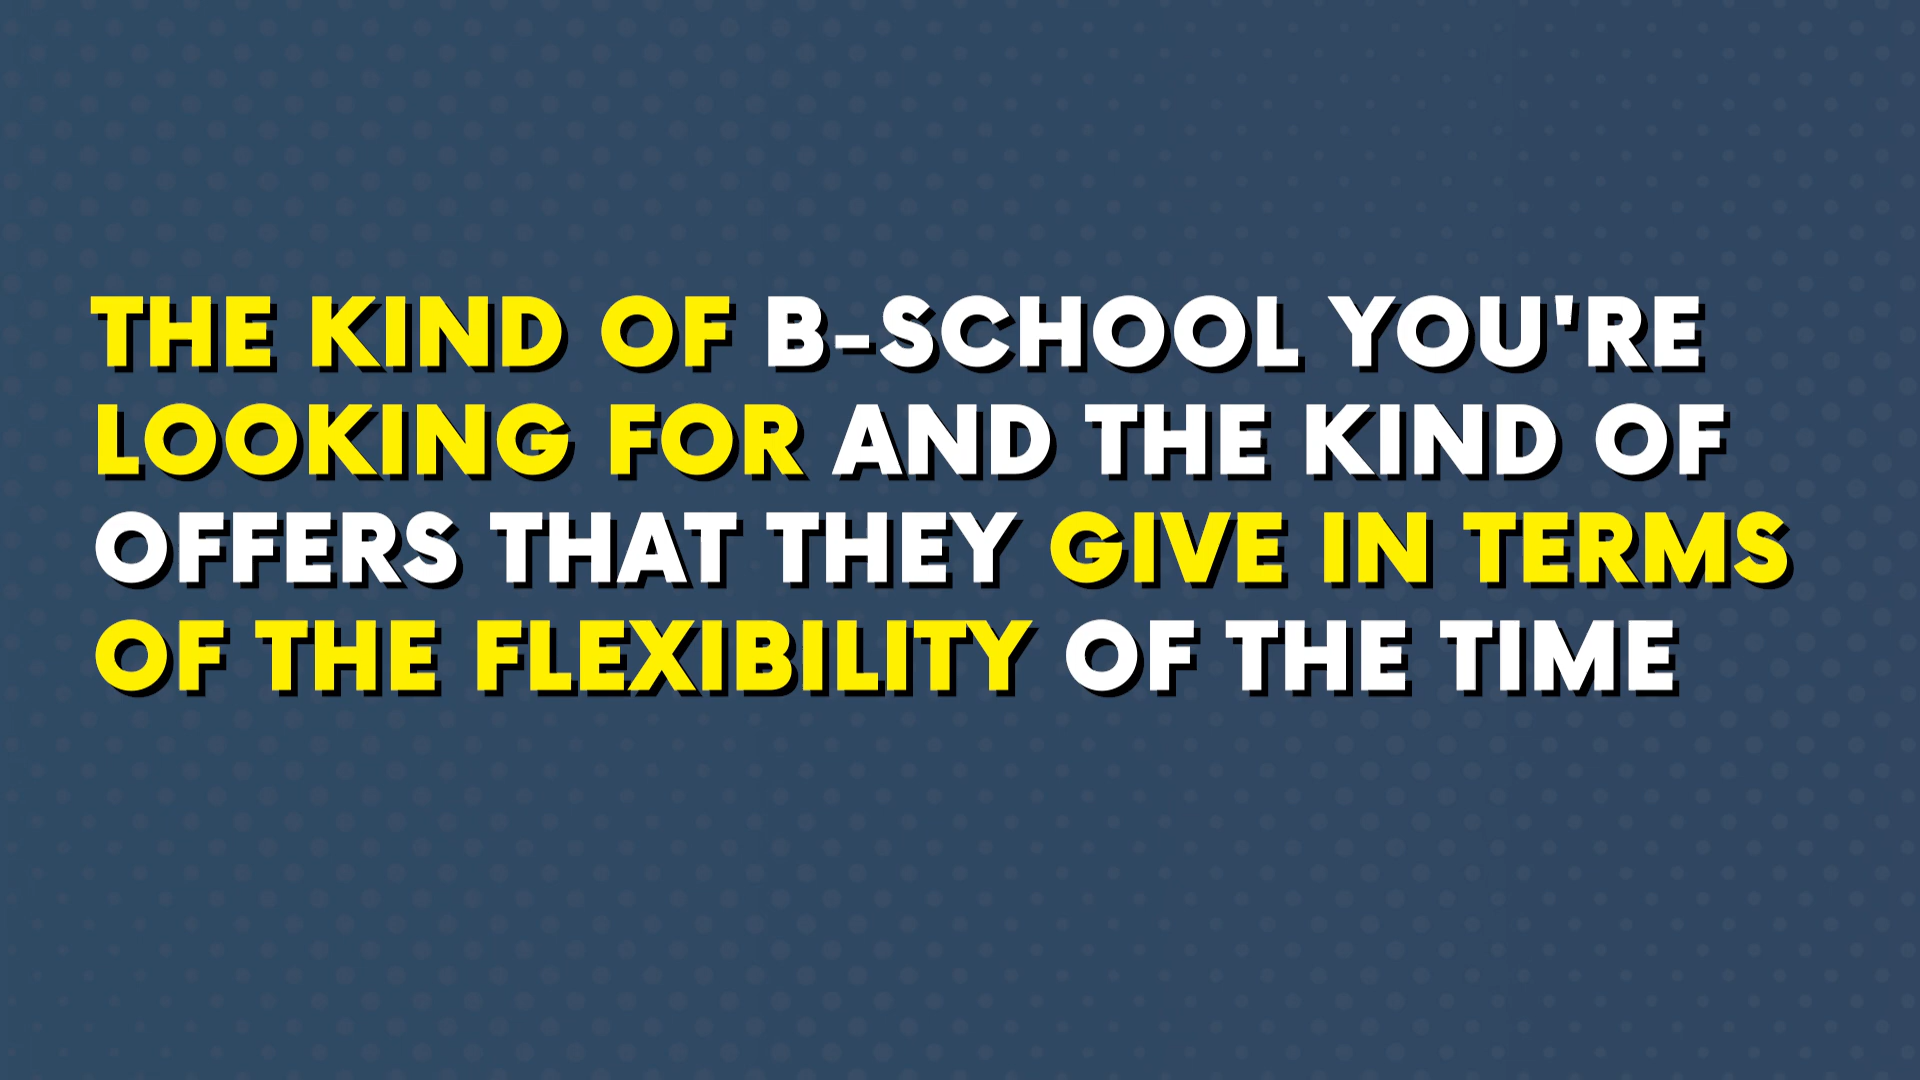 THE KIND OF B-SCHOOL YOU'RE
LOOKING FOR AND THE KIND OF
OFFERS THAT THEY GIVE IN TERMS
OF THE FLEXIBILITY OF THE TIME